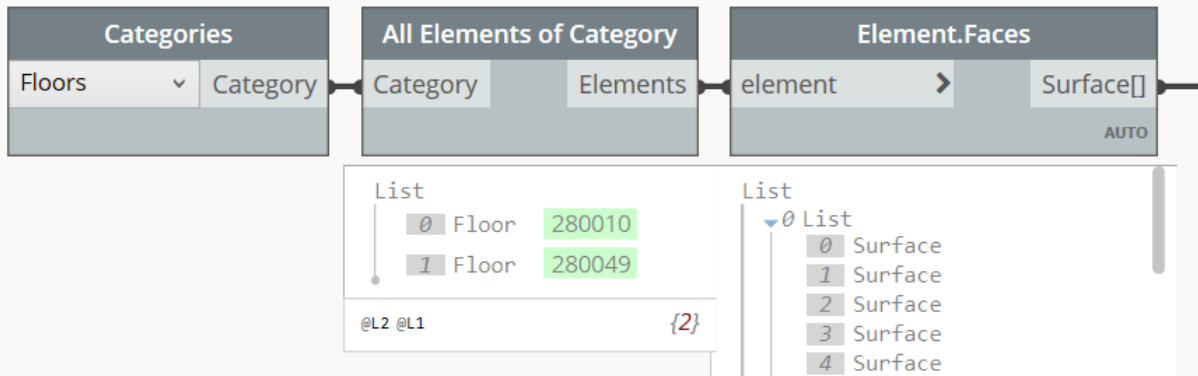 Categories
Floors Category
All Elements of Category
Category Elements
Element.Faces
element Surface[]
AUTO
List
0 Floor 280010
1 Floor 280049
@L2 @L1 {2}
List
0 List
0 Surface
1 Surface
2 Surface
3 Surface
4 Surface